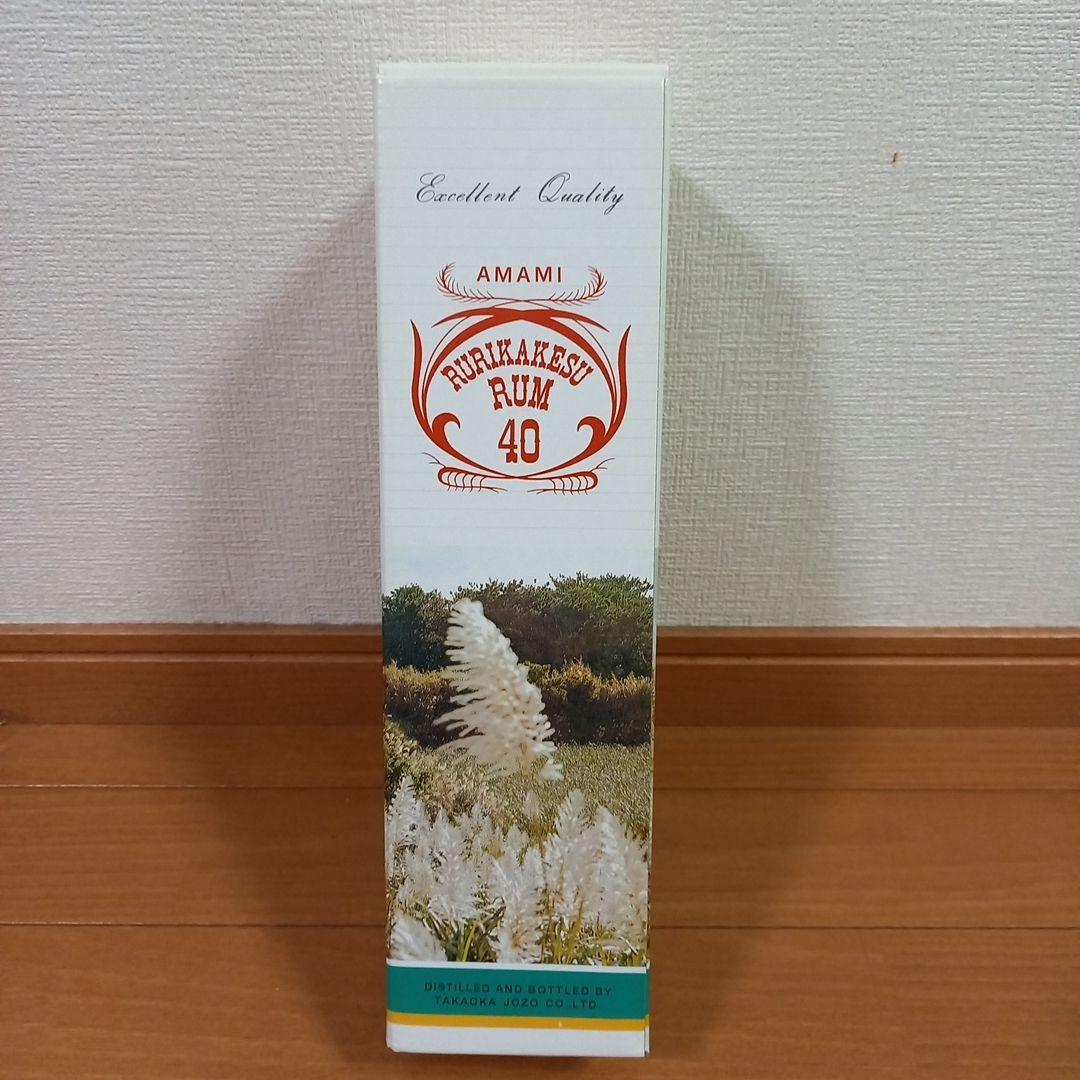 Excellent Quality
AMAMI
RURIKAKESU
RUM
40
DISTILLED AND BOTTLED BY
TAKAOKA JOZO CO.,LTD.